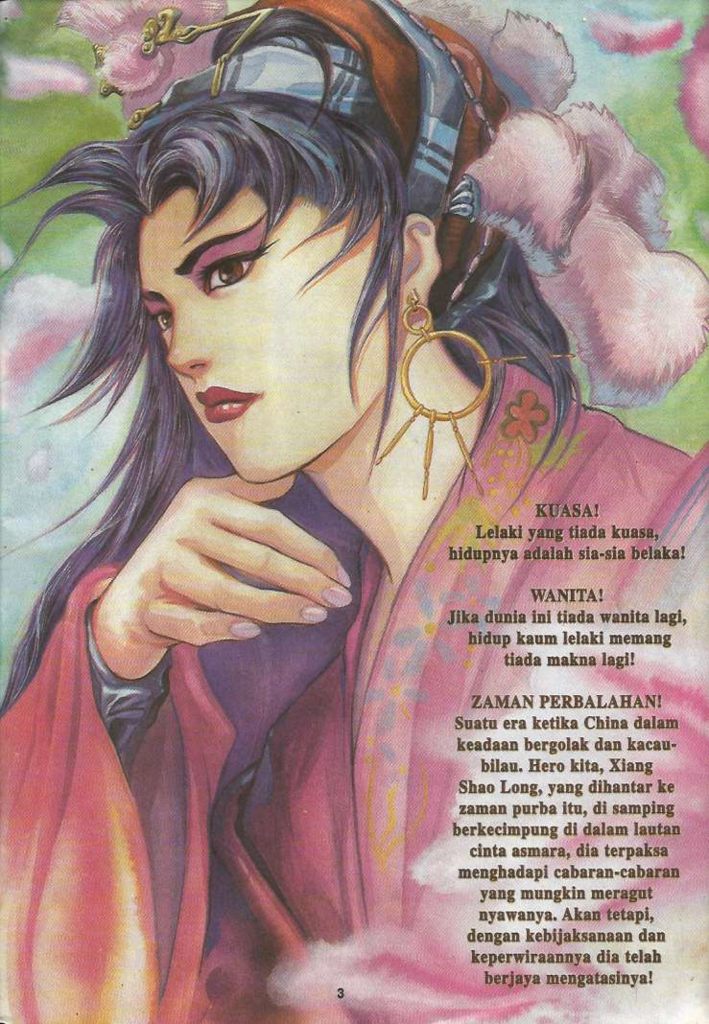 KUASA!
Lelaki yang tiada kuasa,
hidupnya adalah sia-sia belaka!
WANITA!
Jika dunia ini tiada wanita lagi,
hidup kaum lelaki memang
tiada makna lagi!
ZAMAN PERBALAHAN!
Suatu era ketika China dalam
keadaan bergolak dan kacau-
bilau. Hero kita, Xiang
Shao Long, yang dihantar ke
zaman purba itu, di samping
berkecimpung di dalam lautan
cinta asmara, dia terpaksa
menghadapi cabaran-cabaran
yang mungkin meragut
nyawanya. Akan tetapi,
dengan kebijaksanaan dan
keperwiraannya dia telah
berjaya mengatasinya!
3